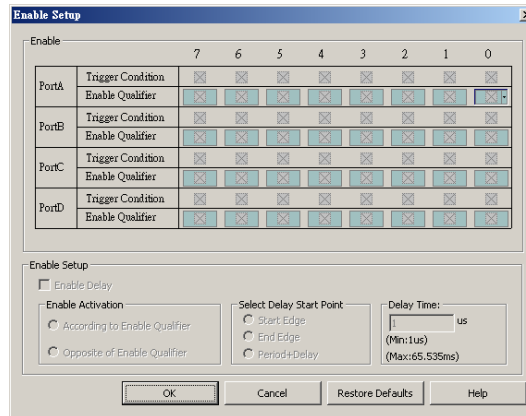 Enable Setup
Enable
7 6 5 4 3 2 1 0
PortA
Trigger Condition
Enable Qualifier
PortB
Trigger Condition
Enable Qualifier
PortC
Trigger Condition
Enable Qualifier
PortD
Trigger Condition
Enable Qualifier
Enable Setup
Enable Delay
Enable Activation
According to Enable Qualifier
Opposite of Enable Qualifier
Select Delay Start Point
Start Edge
End Edge
Period+Delay
Delay Time:
1 us
(Min:1us)
(Max:65.535ms)
OK Cancel Restore Defaults Help